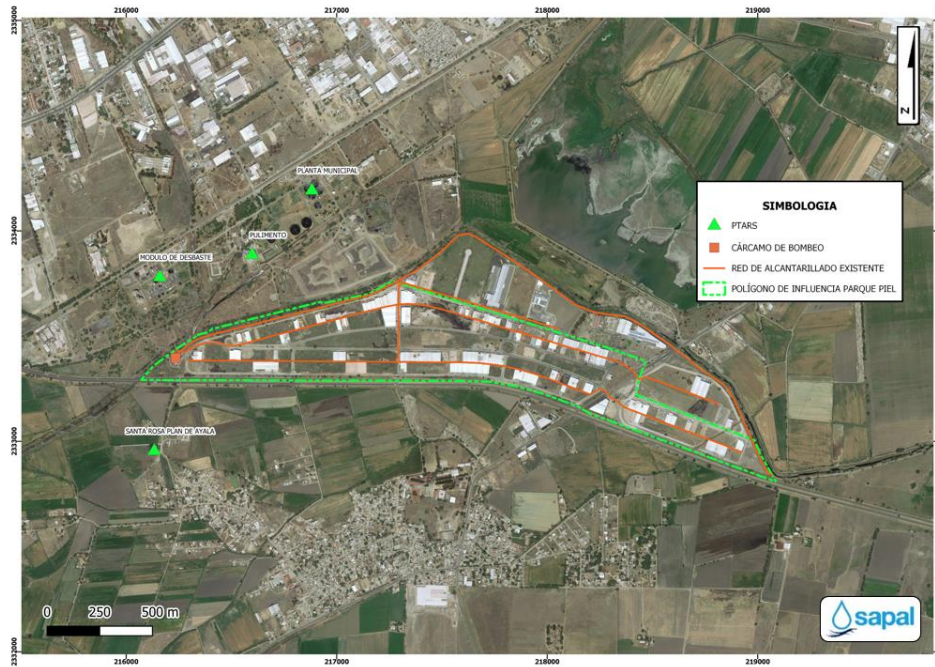 216000 217000 218000 219000
2335000
2334000
2333000
2332000
N
PLANTA MUNICIPAL
PULIMENTO
MODULO DE DESBASTE
SANTA ROSA PLAN DE AYALA
SIMBOLOGIA
PTARS
CÁRCAMO DE BOMBEO
RED DE ALCANTARILLADO EXISTENTE
POLÍGONO DE INFLUENCIA PARQUE PIEL
0 250 500 m
sapal
216000 217000 218000 219000